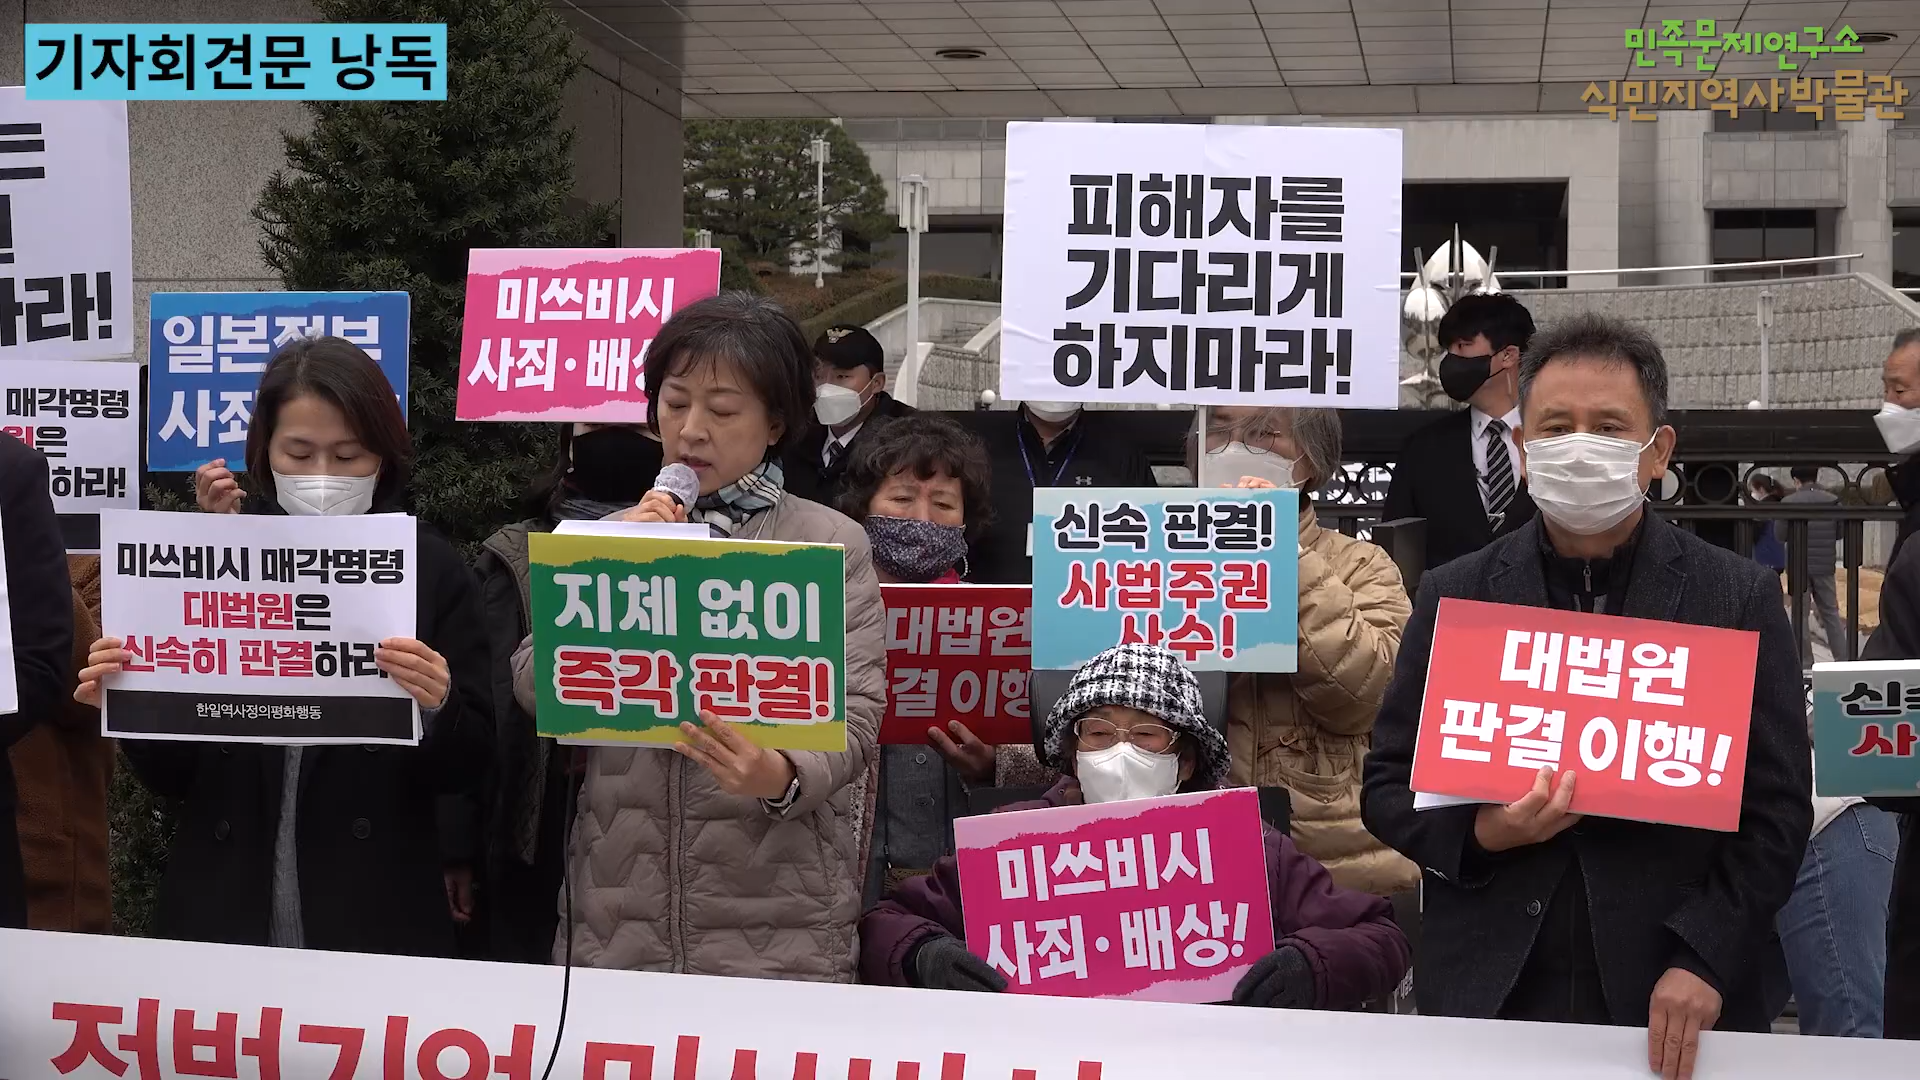 기자회견문 낭독
민족문제연구소
식민지역사박물관
피해자를
기다리게
하지마라!
미쓰비시
사죄·배상
일본정부
사죄
매각명령
하라!
미쓰비시 매각명령
대법원은
신속히 판결하라
한일역사정의평화행동
지체 없이
즉각 판결!
대법원
판결 이행
신속 판결!
사법주권
사수!
미쓰비시
사죄·배상!
대법원
판결 이행!
신속
사
전범기업 미쓰비시